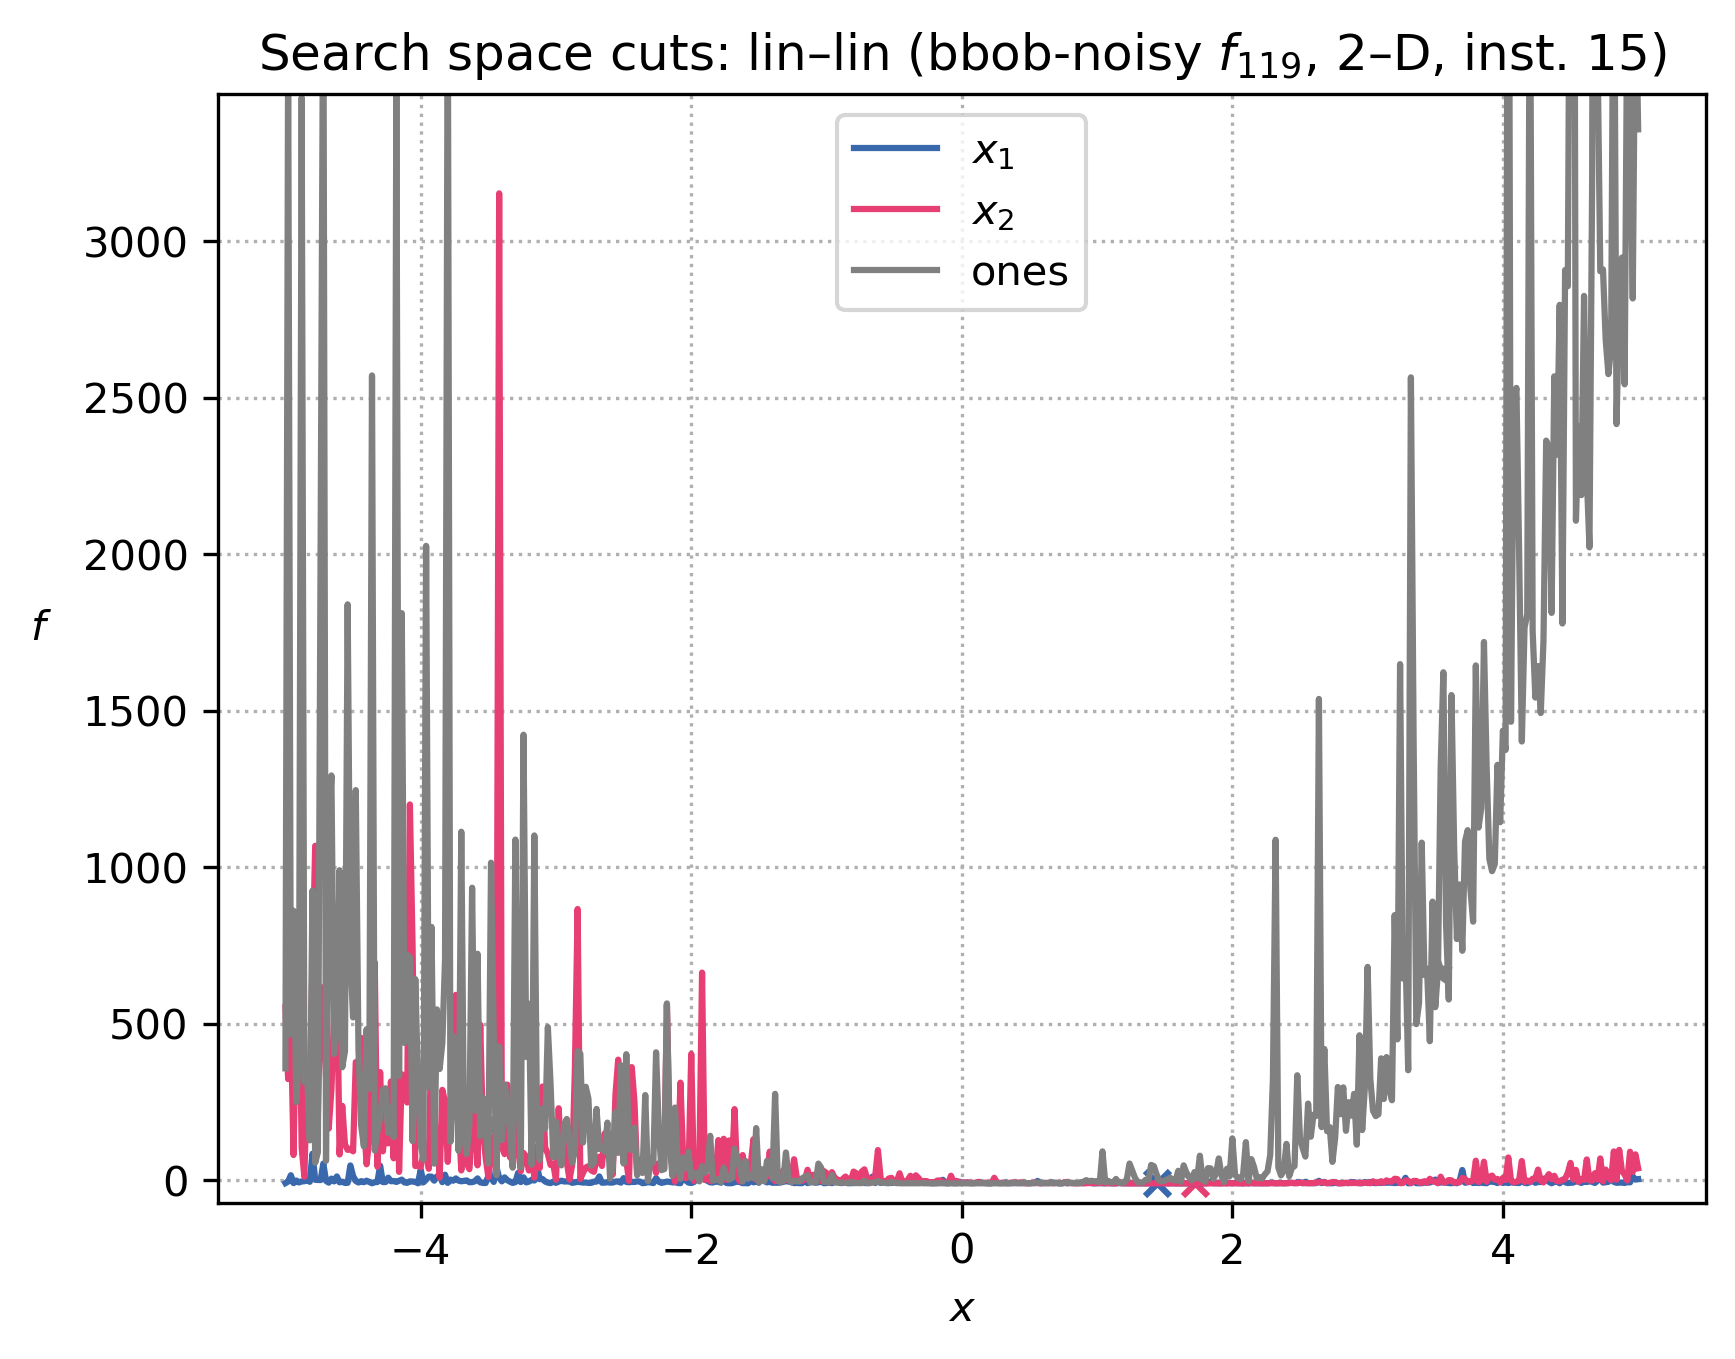 Search space cuts: lin–lin (bbob-noisy f₁₁₉, 2–D, inst. 15)
x₁
x₂
ones
3000
2500
2000
1500
1000
500
0
f
−4 −2 0 2 4
x